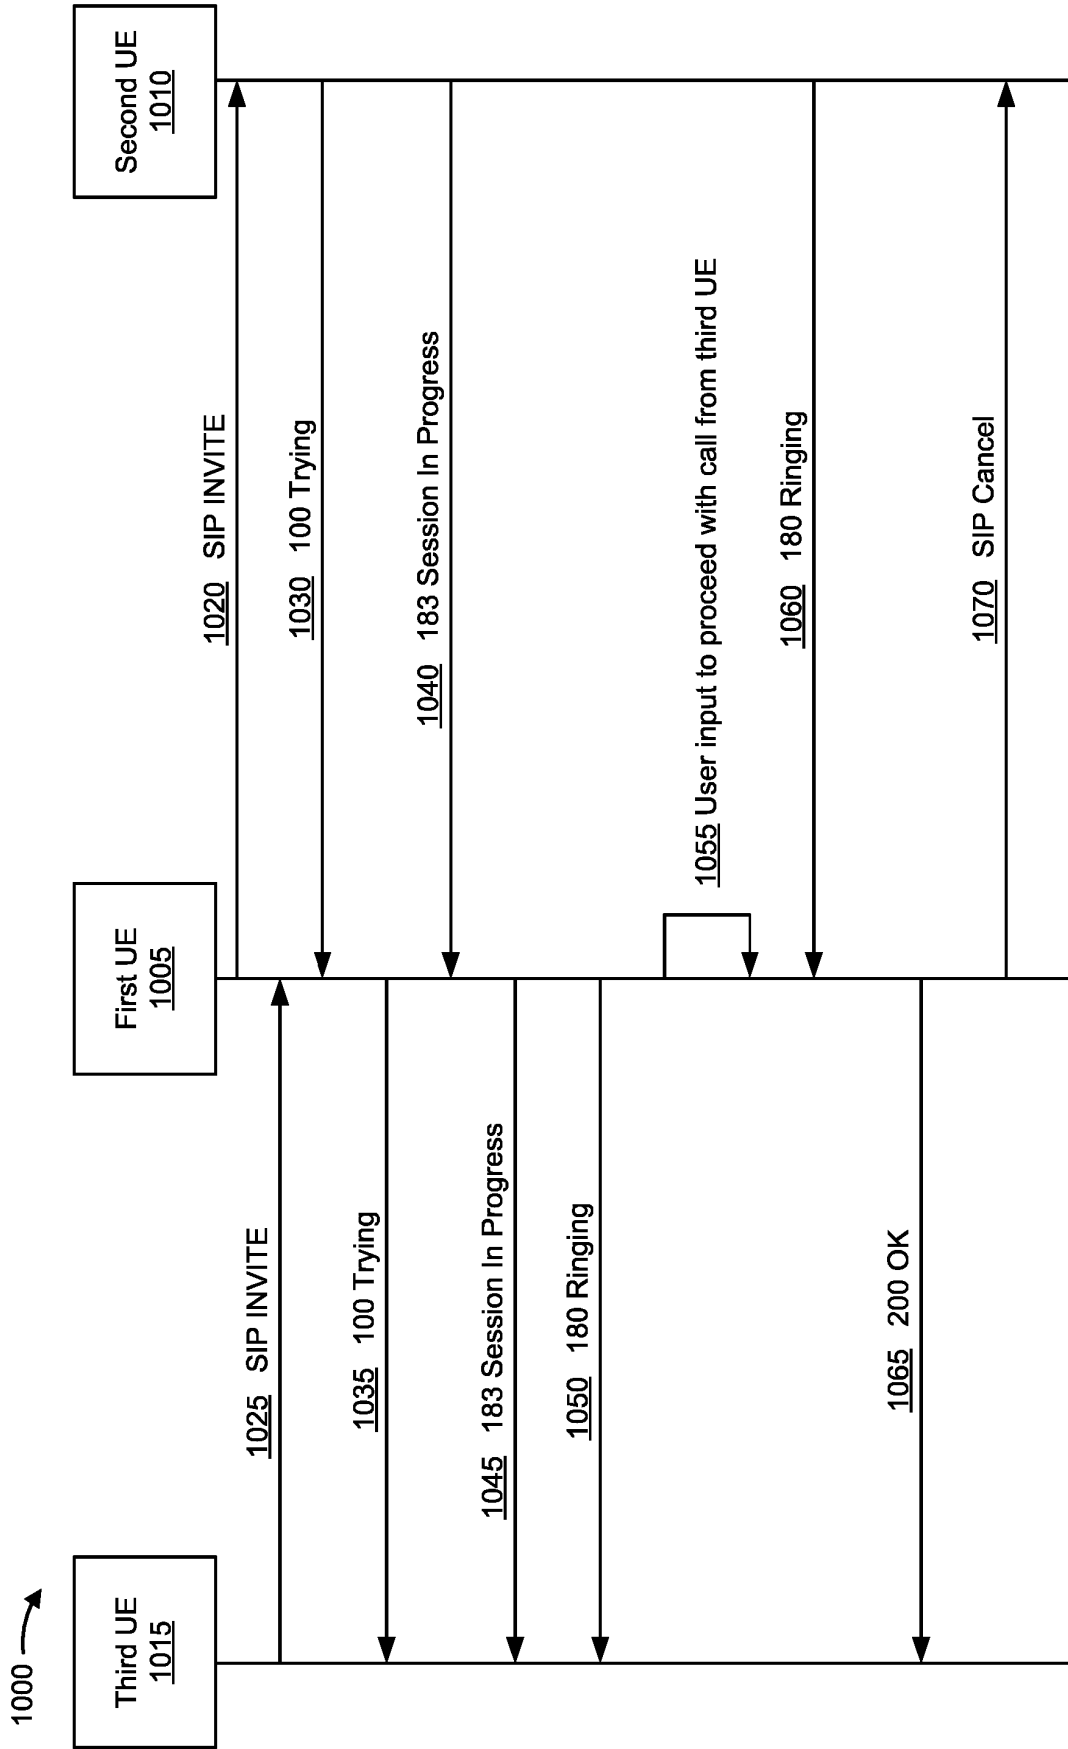 1000
Third UE
1015
First UE
1005
Second UE
1010
1020 SIP INVITE
1025 SIP INVITE
1030 100 Trying
1035 100 Trying
1040 183 Session In Progress
1045 183 Session In Progress
1050 180 Ringing
1055 User input to proceed with call from third UE
1060 180 Ringing
1065 200 OK
1070 SIP Cancel